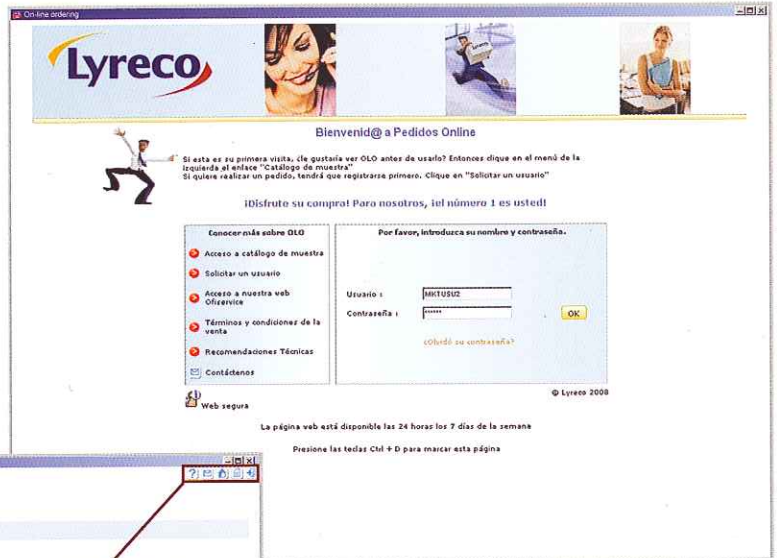 On-line ordering
Lyreco
Bienvenid@ a Pedidos Online
Si esta es su primera visita, ¿le gustaría ver OLO antes de usarlo? Entonces clique en el menú de la
izquierda el enlace "Catálogo de muestra"
Si quiere realizar un pedido, tendrá que registrarse primero. Clique en "Solicitar un usuario"
¡Disfrute su compra! Para nosotros, ¡el número 1 es usted!
Conocer más sobre OLO
Acceso a catálogo de muestra
Solicitar un usuario
Acceso a nuestra web
Ofiservice
Términos y condiciones de la
venta
Recomendaciones Técnicas
Contáctenos
Por favor, introduzca su nombre y contraseña.
Usuario : MKTUSU2
Contraseña : ******
OK
¿Olvidó su contraseña?
Web segura
© Lyreco 2008
La página web está disponible las 24 horas los 7 días de la semana
Presione las teclas Ctrl + D para marcar esta página